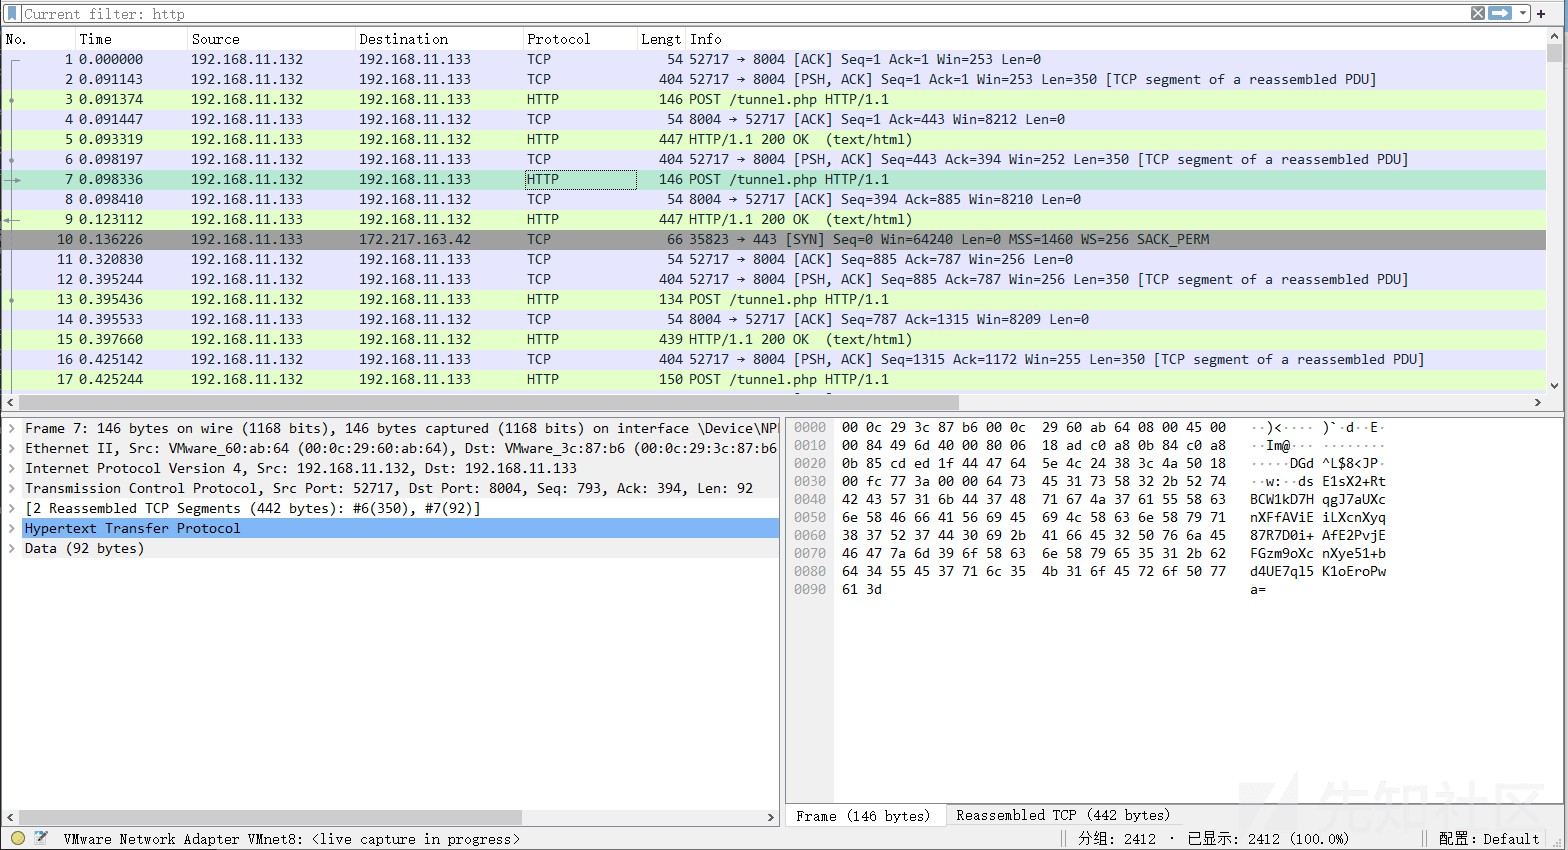 Current filter: http
No. Time Source Destination Protocol Lengt Info
1 0.000000 192.168.11.132 192.168.11.133 TCP 54 52717 → 8004 [ACK] Seq=1 Ack=1 Win=253 Len=0
2 0.091143 192.168.11.132 192.168.11.133 TCP 404 52717 → 8004 [PSH, ACK] Seq=1 Ack=1 Win=253 Len=350 [TCP segment of a reassembled PDU]
3 0.091374 192.168.11.132 192.168.11.133 HTTP 146 POST /tunnel.php HTTP/1.1
4 0.091447 192.168.11.133 192.168.11.132 TCP 54 8004 → 52717 [ACK] Seq=1 Ack=443 Win=8212 Len=0
5 0.093319 192.168.11.133 192.168.11.132 HTTP 447 HTTP/1.1 200 OK (text/html)
6 0.098197 192.168.11.132 192.168.11.133 TCP 404 52717 → 8004 [PSH, ACK] Seq=443 Ack=394 Win=252 Len=350 [TCP segment of a reassembled PDU]
7 0.098336 192.168.11.132 192.168.11.133 HTTP 146 POST /tunnel.php HTTP/1.1
8 0.098410 192.168.11.133 192.168.11.132 TCP 54 8004 → 52717 [ACK] Seq=394 Ack=885 Win=8210 Len=0
9 0.123112 192.168.11.133 192.168.11.132 HTTP 447 HTTP/1.1 200 OK (text/html)
10 0.136226 192.168.11.133 172.217.163.42 TCP 66 35823 → 443 [SYN] Seq=0 Win=64240 Len=0 MSS=1460 WS=256 SACK_PERM
11 0.320830 192.168.11.132 192.168.11.133 TCP 54 52717 → 8004 [ACK] Seq=885 Ack=787 Win=256 Len=0
12 0.395244 192.168.11.132 192.168.11.133 TCP 404 52717 → 8004 [PSH, ACK] Seq=885 Ack=787 Win=256 Len=350 [TCP segment of a reassembled PDU]
13 0.395436 192.168.11.132 192.168.11.133 HTTP 134 POST /tunnel.php HTTP/1.1
14 0.395533 192.168.11.133 192.168.11.132 TCP 54 8004 → 52717 [ACK] Seq=787 Ack=1315 Win=8209 Len=0
15 0.397660 192.168.11.133 192.168.11.132 HTTP 439 HTTP/1.1 200 OK (text/html)
16 0.425142 192.168.11.132 192.168.11.133 TCP 404 52717 → 8004 [PSH, ACK] Seq=1315 Ack=1172 Win=255 Len=350 [TCP segment of a reassembled PDU]
17 0.425244 192.168.11.132 192.168.11.133 HTTP 150 POST /tunnel.php HTTP/1.1
Frame 7: 146 bytes on wire (1168 bits), 146 bytes captured (1168 bits) on interface \Device\NP
Ethernet II, Src: VMware_60:ab:64 (00:0c:29:60:ab:64), Dst: VMware_3c:87:b6 (00:0c:29:3c:87:b6
Internet Protocol Version 4, Src: 192.168.11.132, Dst: 192.168.11.133
Transmission Control Protocol, Src Port: 52717, Dst Port: 8004, Seq: 793, Ack: 394, Len: 92
[2 Reassembled TCP Segments (442 bytes): #6(350), #7(92)]
Hypertext Transfer Protocol
Data (92 bytes)
0000 00 0c 29 3c 87 b6 00 0c 29 60 ab 64 08 00 45 00 ··)<···· )`·d··E·
0010 00 84 49 6d 40 00 80 06 18 ad c0 a8 0b 84 c0 a8 ··Im@··· ········
0020 0b 85 cd ed 1f 44 47 64 5e 4c 24 38 3c 4a 50 18 ·····DGd ^L$8<JP·
0030 00 fc 77 3a 00 00 64 73 45 31 73 58 32 2b 52 74 ··w:··ds E1sX2+Rt
0040 42 43 57 31 6b 44 37 48 71 67 4a 37 61 55 58 63 BCW1kD7H qgJ7aUXc
0050 6e 58 46 66 41 56 69 45 69 4c 58 63 6e 58 79 71 nXFfAViE iLXcnXyq
0060 38 37 52 37 44 30 69 2b 41 66 45 32 50 76 6a 45 87R7D0i+ AfE2PvjE
0070 46 47 7a 6d 39 6f 58 63 6e 58 79 65 35 31 2b 62 FGzm9oXc nXye51+b
0080 64 34 55 45 37 71 6c 35 4b 31 6f 45 72 6f 50 77 d4UE7ql5 K1oEroPw
0090 61 3d a=
Frame (146 bytes) Reassembled TCP (442 bytes)
先知社区
VMware Network Adapter VMnet8: <live capture in progress> 分组: 2412 · 已显示: 2412 (100.0%) 配置: Default